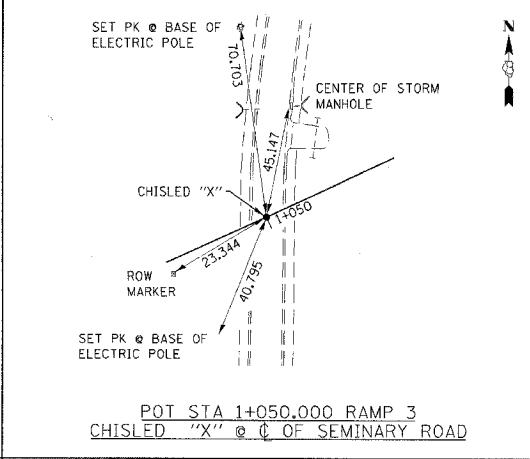 SET PK @ BASE OF
ELECTRIC POLE
N
70.703
CENTER OF STORM
MANHOLE
45.147
CHISLED "X"
1+050
23.344
ROW
MARKER
40.795
SET PK @ BASE OF
ELECTRIC POLE
POT STA 1+050.000 RAMP 3
CHISLED "X" @ ℄ OF SEMINARY ROAD